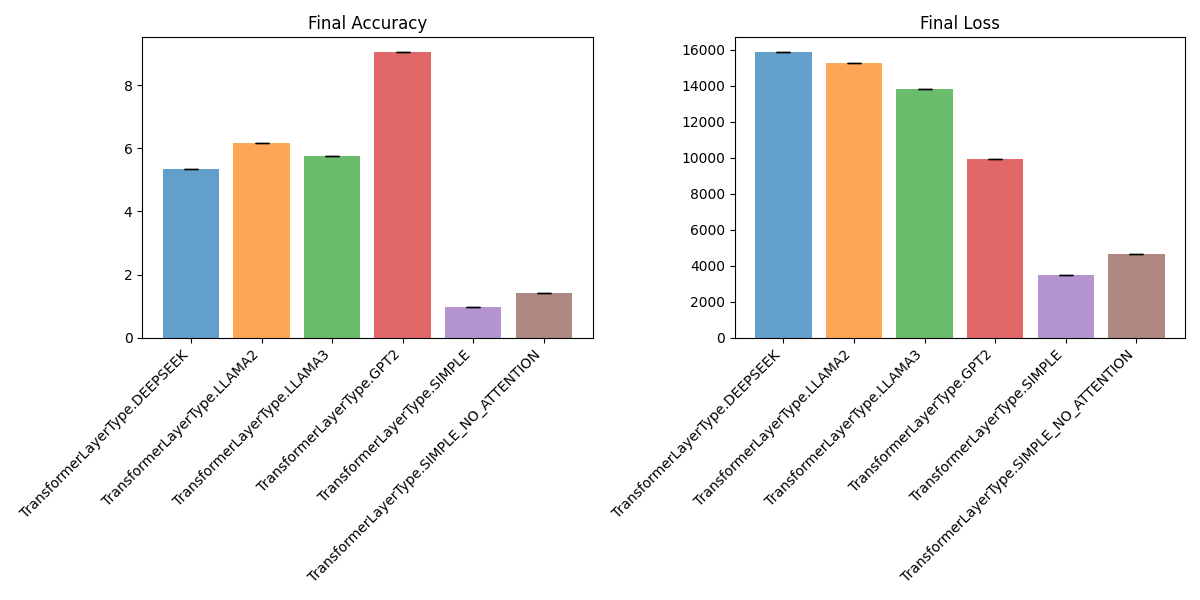 Final Accuracy
8
6
4
2
0
TransformerLayerType.DEEPSEEK
TransformerLayerType.LLAMA2
TransformerLayerType.LLAMA3
TransformerLayerType.GPT2
TransformerLayerType.SIMPLE
TransformerLayerType.SIMPLE_NO_ATTENTION
Final Loss
16000
14000
12000
10000
8000
6000
4000
2000
0
TransformerLayerType.DEEPSEEK
TransformerLayerType.LLAMA2
TransformerLayerType.LLAMA3
TransformerLayerType.GPT2
TransformerLayerType.SIMPLE
TransformerLayerType.SIMPLE_NO_ATTENTION